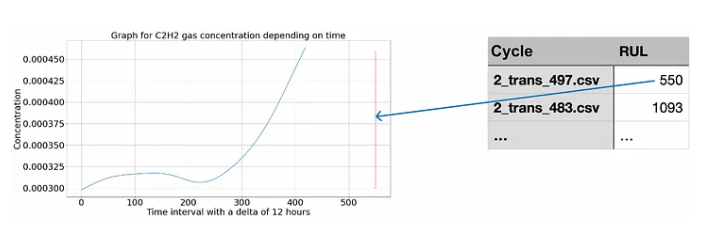 Graph for C2H2 gas concentration depending on time
Concentration
0.000450
0.000425
0.000400
0.000375
0.000350
0.000325
0.000300
0 100 200 300 400 500
Time interval with a delta of 12 hours
Cycle RUL
2_trans_497.csv 550
2_trans_483.csv 1093
... ...